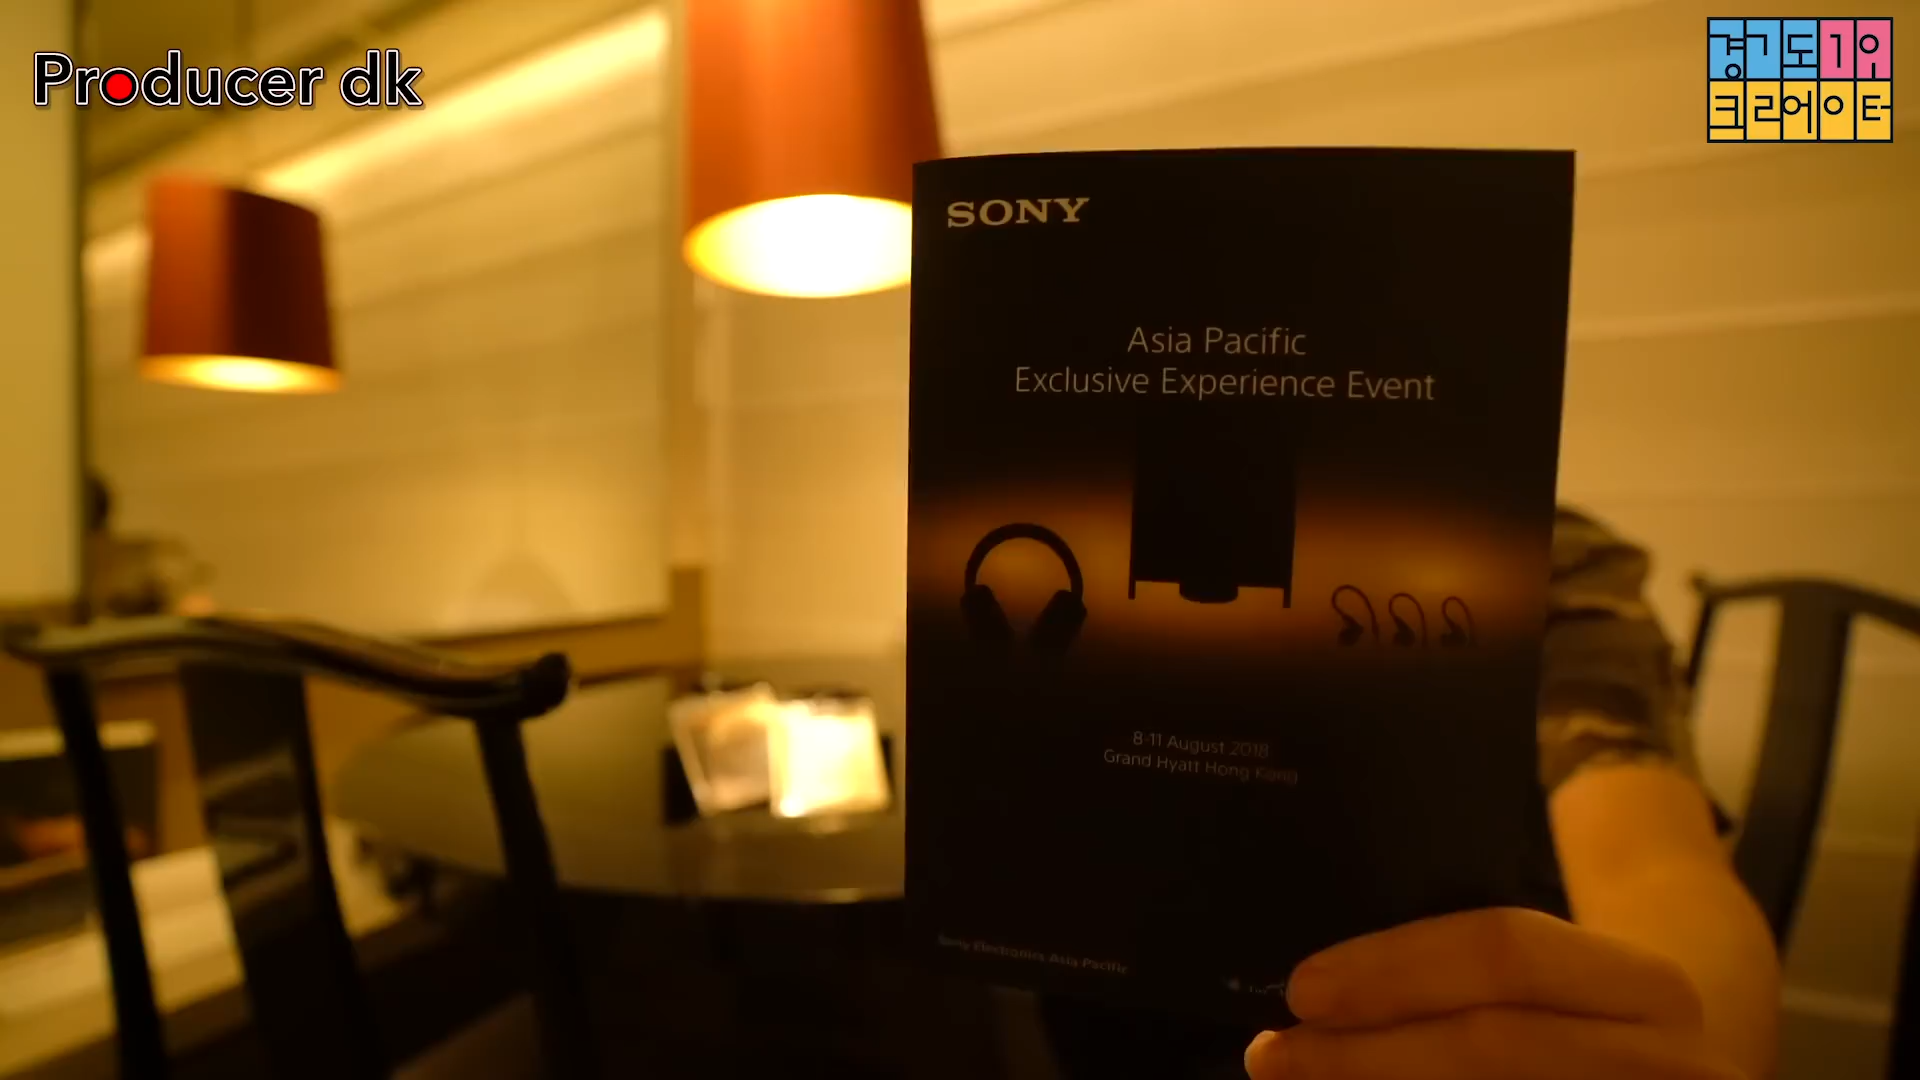 Producer dk
경기도 1인
크리에이터
SONY
Asia Pacific
Exclusive Experience Event
8-11 August 2018
Grand Hyatt Hong Kong
Sony Electronics Asia Pacific